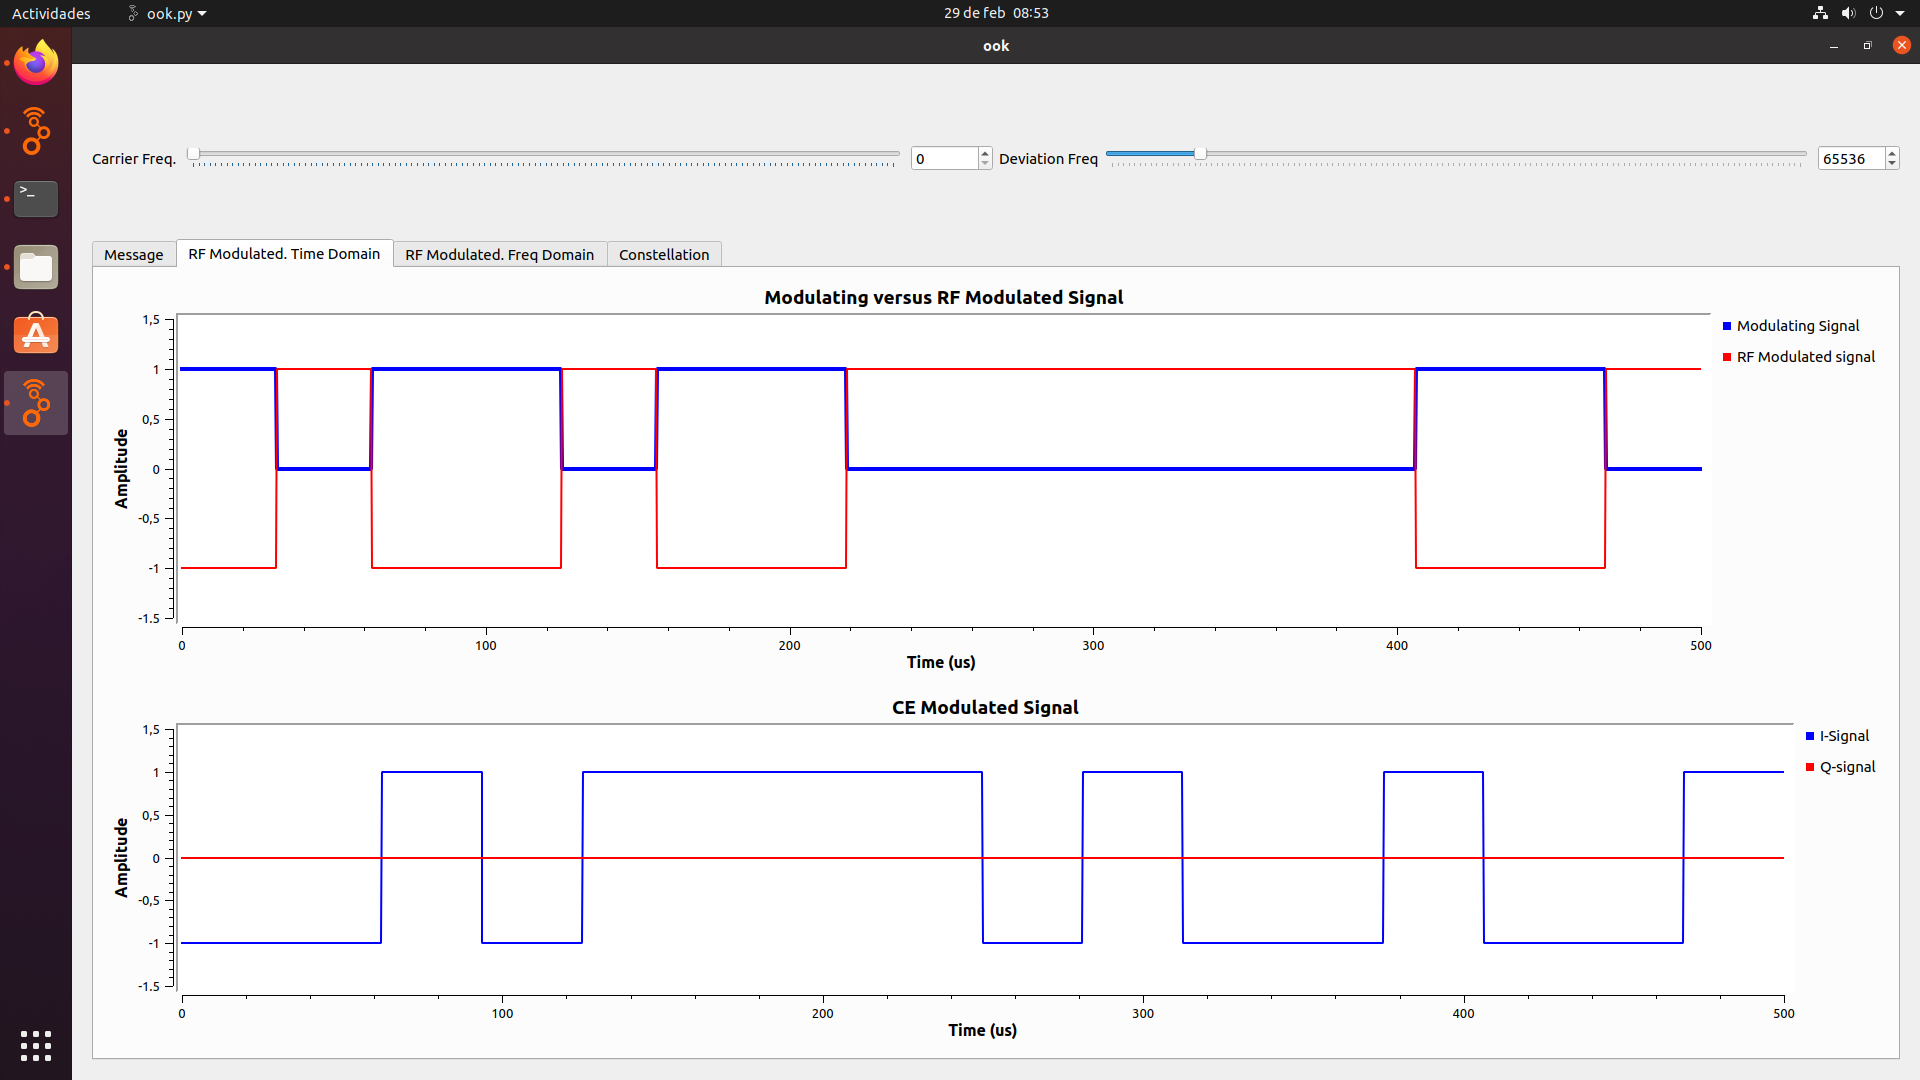 Actividades ook.py 29 de feb 08:53
ook
>_
Carrier Freq. 0 Deviation Freq 65536
Message RF Modulated. Time Domain RF Modulated. Freq Domain Constellation
Modulating versus RF Modulated Signal
1,5
1
0,5
0
-0,5
-1
-1.5
Amplitude
0 100 200 300 400 500
Time (us)
Modulating Signal
RF Modulated signal
CE Modulated Signal
1,5
1
0,5
0
-0,5
-1
-1.5
Amplitude
0 100 200 300 400 500
Time (us)
I-Signal
Q-signal